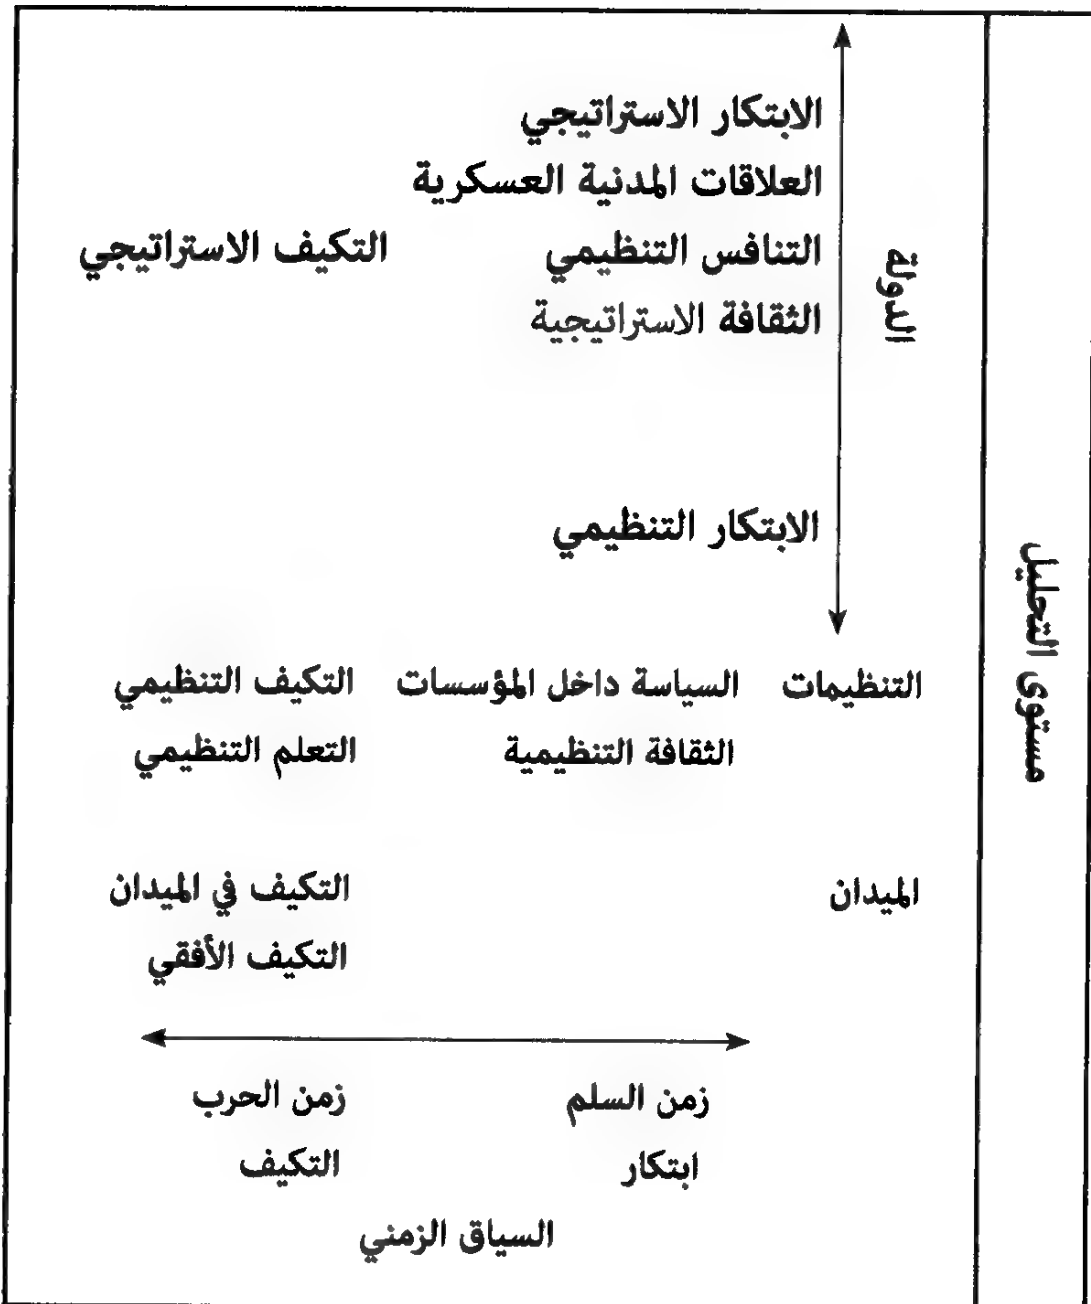 مستوى التحليل
الدولة
الابتكار الاستراتيجي
العلاقات المدنية العسكرية
التنافس التنظيمي التكيف الاستراتيجي
الثقافة الاستراتيجية
الابتكار التنظيمي
التنظيمات السياسة داخل المؤسسات التكيف التنظيمي
الثقافة التنظيمية التعلم التنظيمي
الميدان التكيف في الميدان
التكيف الأفقي
زمن السلم زمن الحرب
ابتكار التكيف
السياق الزمني